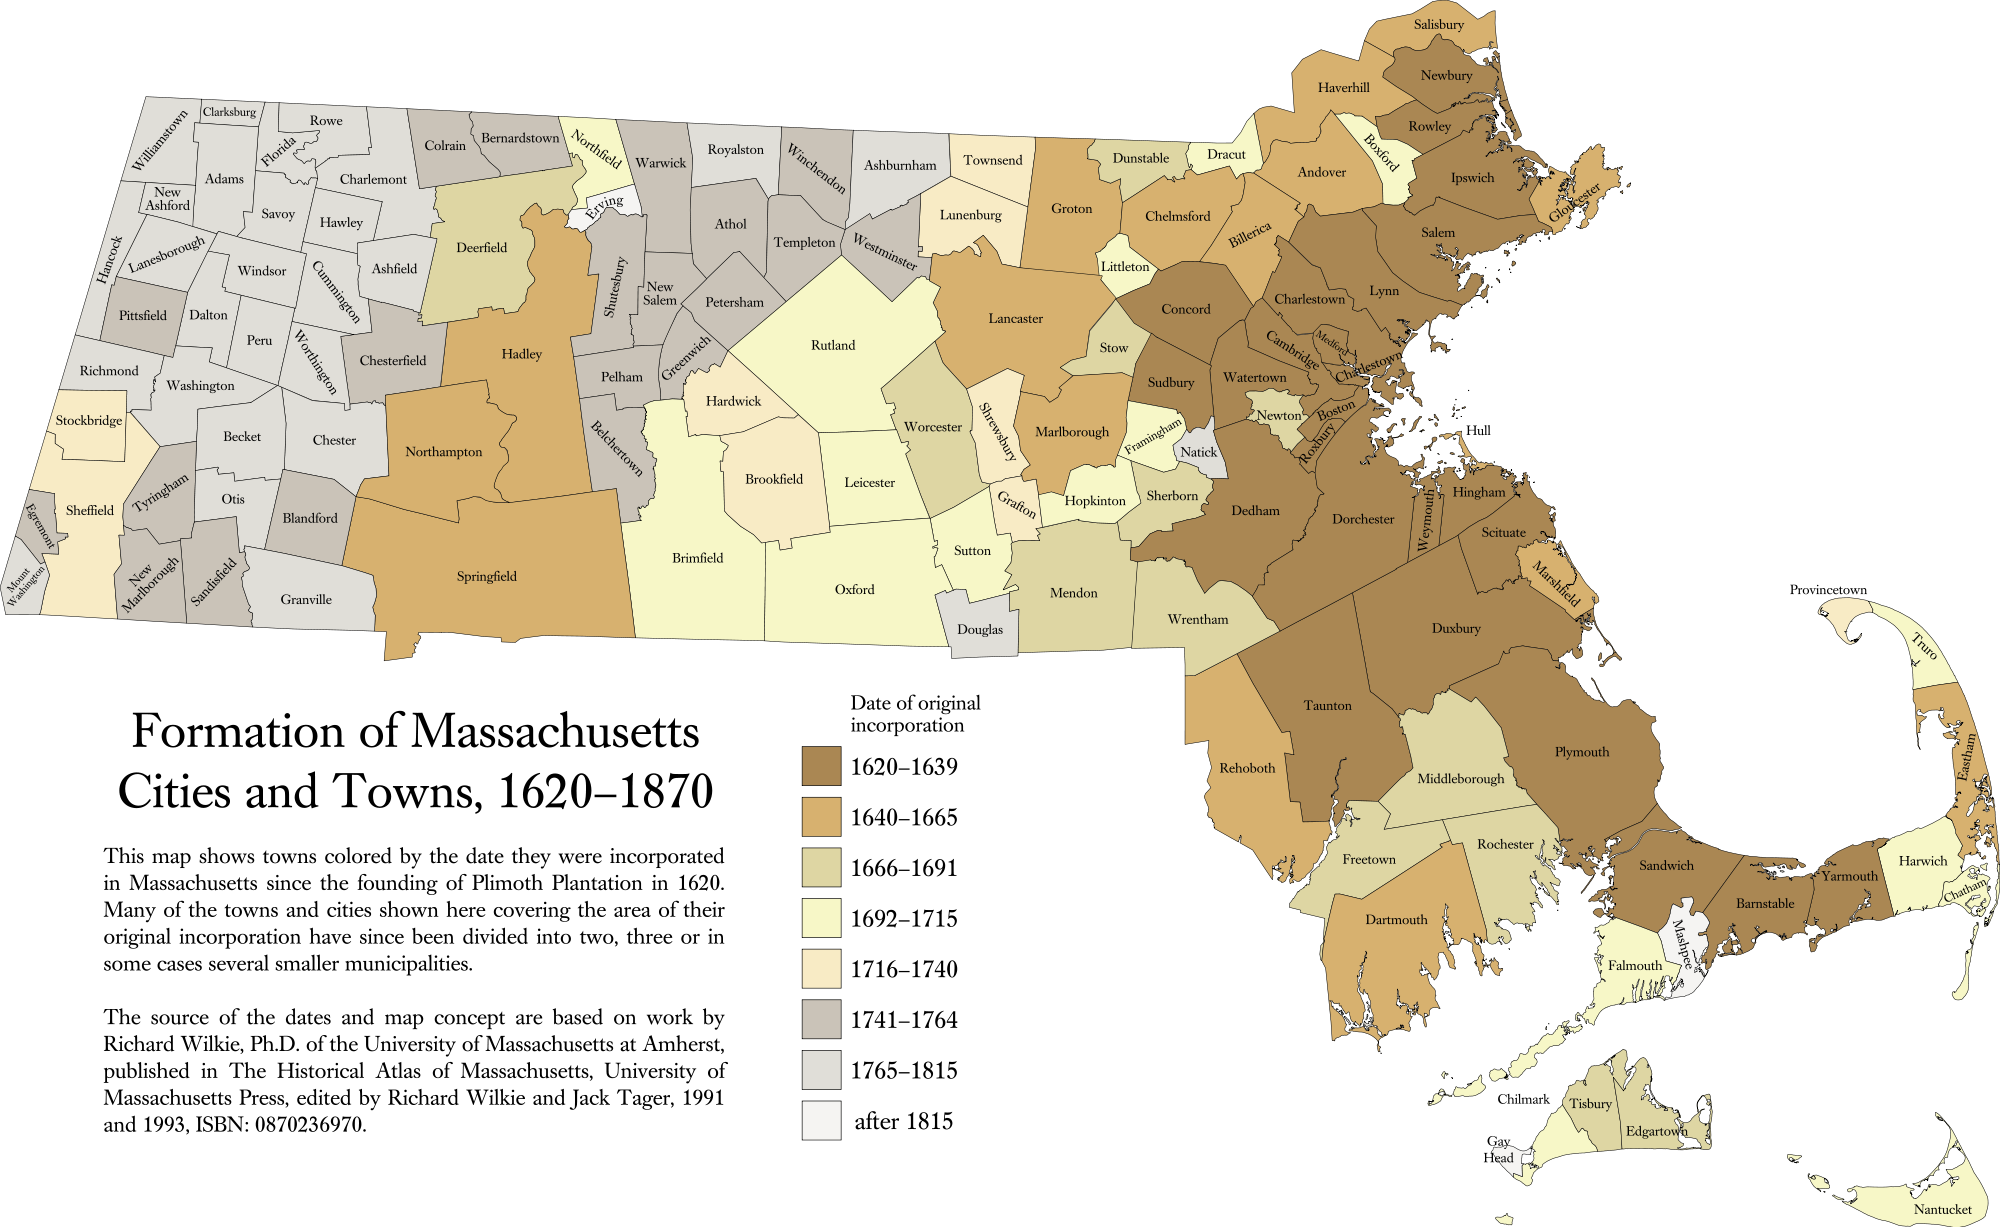 Salisbury
Newbury
Haverhill
Rowley
Boxford
Ipswich
Gloucester
Andover
Dracut
Dunstable
Townsend
Ashburnham
Winchendon
Royalston
Warwick
Northfield
Bernardstown
Colrain
Rowe
Clarksburg
Williamstown
Florida
Charlemont
Adams
New
Ashford
Savoy
Hawley
Erving
Deerfield
Athol
Templeton
Westminster
Lunenburg
Groton
Chelmsford
Billerica
Salem
Hancock
Lanesborough
Windsor
Cummington
Ashfield
Shutesbury
New
Salem
Petersham
Littleton
Lynn
Charlestown
Concord
Lancaster
Pittsfield
Dalton
Peru
Worthington
Chesterfield
Hadley
Greenwich
Rutland
Stow
Medford
Cambridge
Charlestown
Richmond
Washington
Pelham
Sudbury
Watertown
Hardwick
Stockbridge
Becket
Chester
Northampton
Belchertown
Worcester
Shrewsbury
Marlborough
Framingham
Natick
Newton
Boston
Roxbury
Hull
Brookfield
Leicester
Grafton
Hopkinton
Sherborn
Dedham
Dorchester
Weymouth
Hingham
Scituate
Tyringham
Otis
Blandford
Sheffield
Egremont
Mount
Washington
New
Marlborough
Sandisfield
Granville
Springfield
Brimfield
Oxford
Sutton
Douglas
Mendon
Wrentham
Marshfield
Duxbury
Provincetown
Truro
Taunton
Plymouth
Rehoboth
Middleborough
Eastham
Freetown
Rochester
Sandwich
Yarmouth
Harwich
Chatham
Barnstable
Dartmouth
Mashpee
Falmouth
Chilmark
Tisbury
Edgartown
Gay
Head
Nantucket
Formation of Massachusetts
Cities and Towns, 1620–1870
This map shows towns colored by the date they were incorporated
in Massachusetts since the founding of Plimoth Plantation in 1620.
Many of the towns and cities shown here covering the area of their
original incorporation have since been divided into two, three or in
some cases several smaller municipalities.
The source of the dates and map concept are based on work by
Richard Wilkie, Ph.D. of the University of Massachusetts at Amherst,
published in The Historical Atlas of Massachusetts, University of
Massachusetts Press, edited by Richard Wilkie and Jack Tager, 1991
and 1993, ISBN: 0870236970.
Date of original
incorporation
1620–1639
1640–1665
1666–1691
1692–1715
1716–1740
1741–1764
1765–1815
after 1815